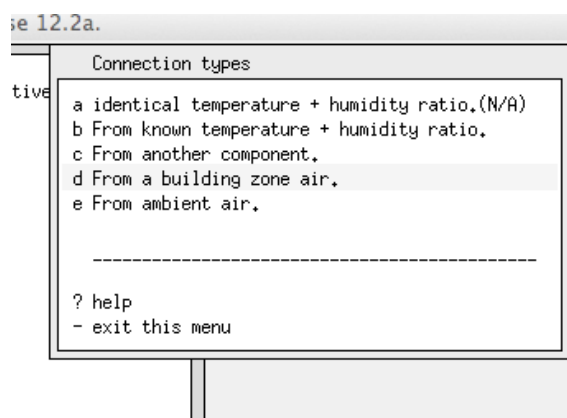 se 12.2a.
Connection types
tive
a identical temperature + humidity ratio.(N/A)
b From known temperature + humidity ratio.
c From another component.
d From a building zone air.
e From ambient air.
--------------------------------------------
? help
- exit this menu